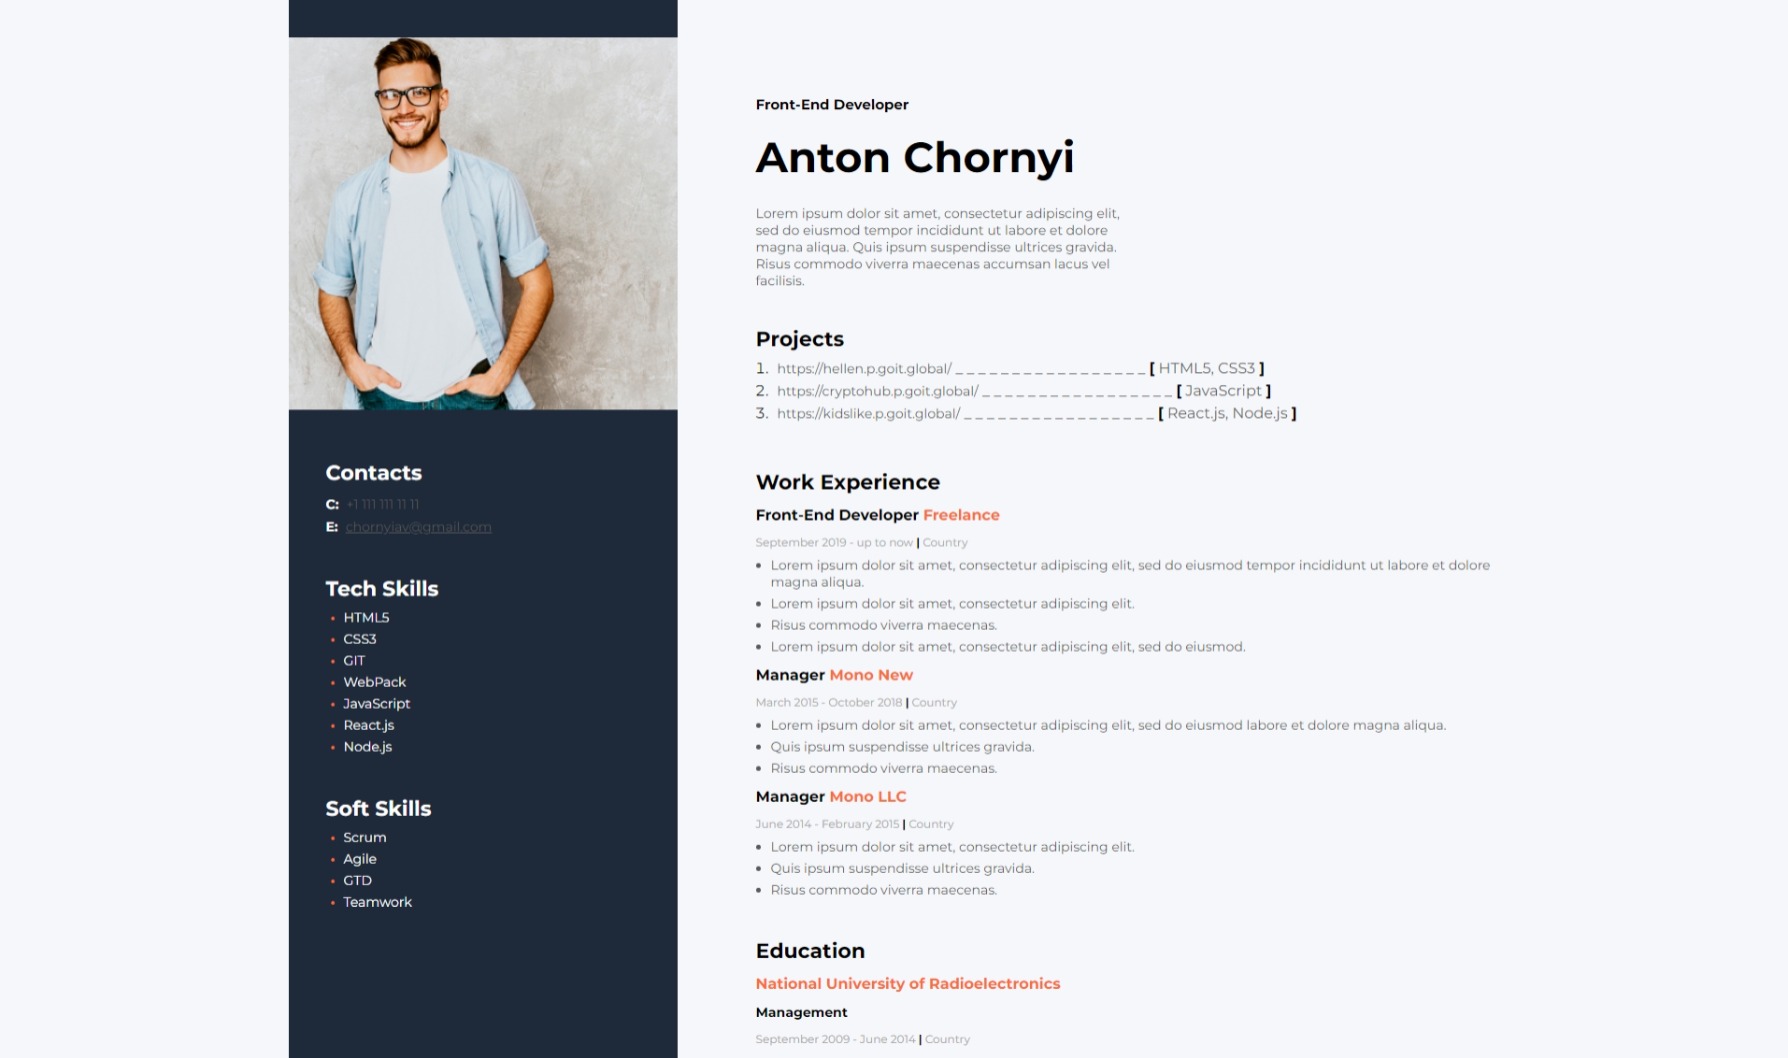 Contacts
C: +1 111 111 11 11
E: chornyiav@gmail.com
Tech Skills
HTML5
CSS3
GIT
WebPack
JavaScript
React.js
Node.js
Soft Skills
Scrum
Agile
GTD
Teamwork
Front-End Developer
Anton Chornyi
Lorem ipsum dolor sit amet, consectetur adipiscing elit,
sed do eiusmod tempor incididunt ut labore et dolore
magna aliqua. Quis ipsum suspendisse ultrices gravida.
Risus commodo viverra maecenas accumsan lacus vel
facilisis.
Projects
1. https://hellen.p.goit.global/ _ _ _ _ _ _ _ _ _ _ _ _ _ _ _ _ _ [ HTML5, CSS3 ]
2. https://cryptohub.p.goit.global/ _ _ _ _ _ _ _ _ _ _ _ _ _ _ _ _ _ [ JavaScript ]
3. https://kidslike.p.goit.global/ _ _ _ _ _ _ _ _ _ _ _ _ _ _ _ _ _ [ React.js, Node.js ]
Work Experience
Front-End Developer Freelance
September 2019 - up to now | Country
• Lorem ipsum dolor sit amet, consectetur adipiscing elit, sed do eiusmod tempor incididunt ut labore et dolore
magna aliqua.
• Lorem ipsum dolor sit amet, consectetur adipiscing elit.
• Risus commodo viverra maecenas.
• Lorem ipsum dolor sit amet, consectetur adipiscing elit, sed do eiusmod.
Manager Mono New
March 2015 - October 2018 | Country
• Lorem ipsum dolor sit amet, consectetur adipiscing elit, sed do eiusmod labore et dolore magna aliqua.
• Quis ipsum suspendisse ultrices gravida.
• Risus commodo viverra maecenas.
Manager Mono LLC
June 2014 - February 2015 | Country
• Lorem ipsum dolor sit amet, consectetur adipiscing elit.
• Quis ipsum suspendisse ultrices gravida.
• Risus commodo viverra maecenas.
Education
National University of Radioelectronics
Management
September 2009 - June 2014 | Country